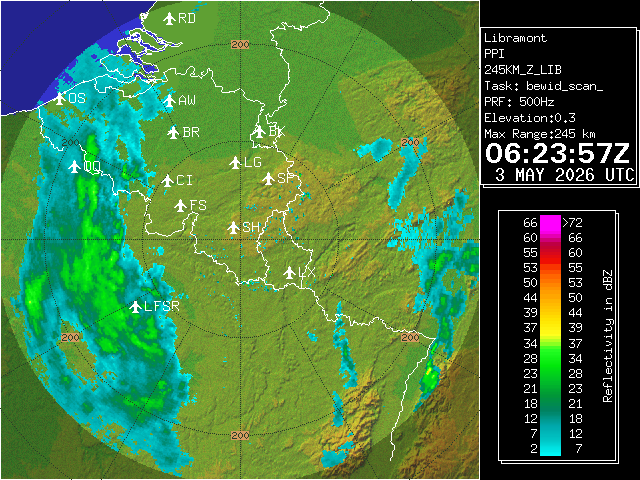 Libramont
PPI
245KM_Z_LIB
Task: bewid_scan_
PRF: 500Hz
Elevation:0.3
Max Range:245 km
06:23:57Z
3 MAY 2026 UTC
66 >72
60 66
55 60
53 55
50 53
44 50
39 44
37 39
34 37
28 34
23 28
21 23
18 21
12 18
7 12
2 7
Reflectivity in dBZ
RD
200
OS
AW
BR
BK
200
WO
LG
CI
SP
FS
SH
LX
LFSR
200
200
200